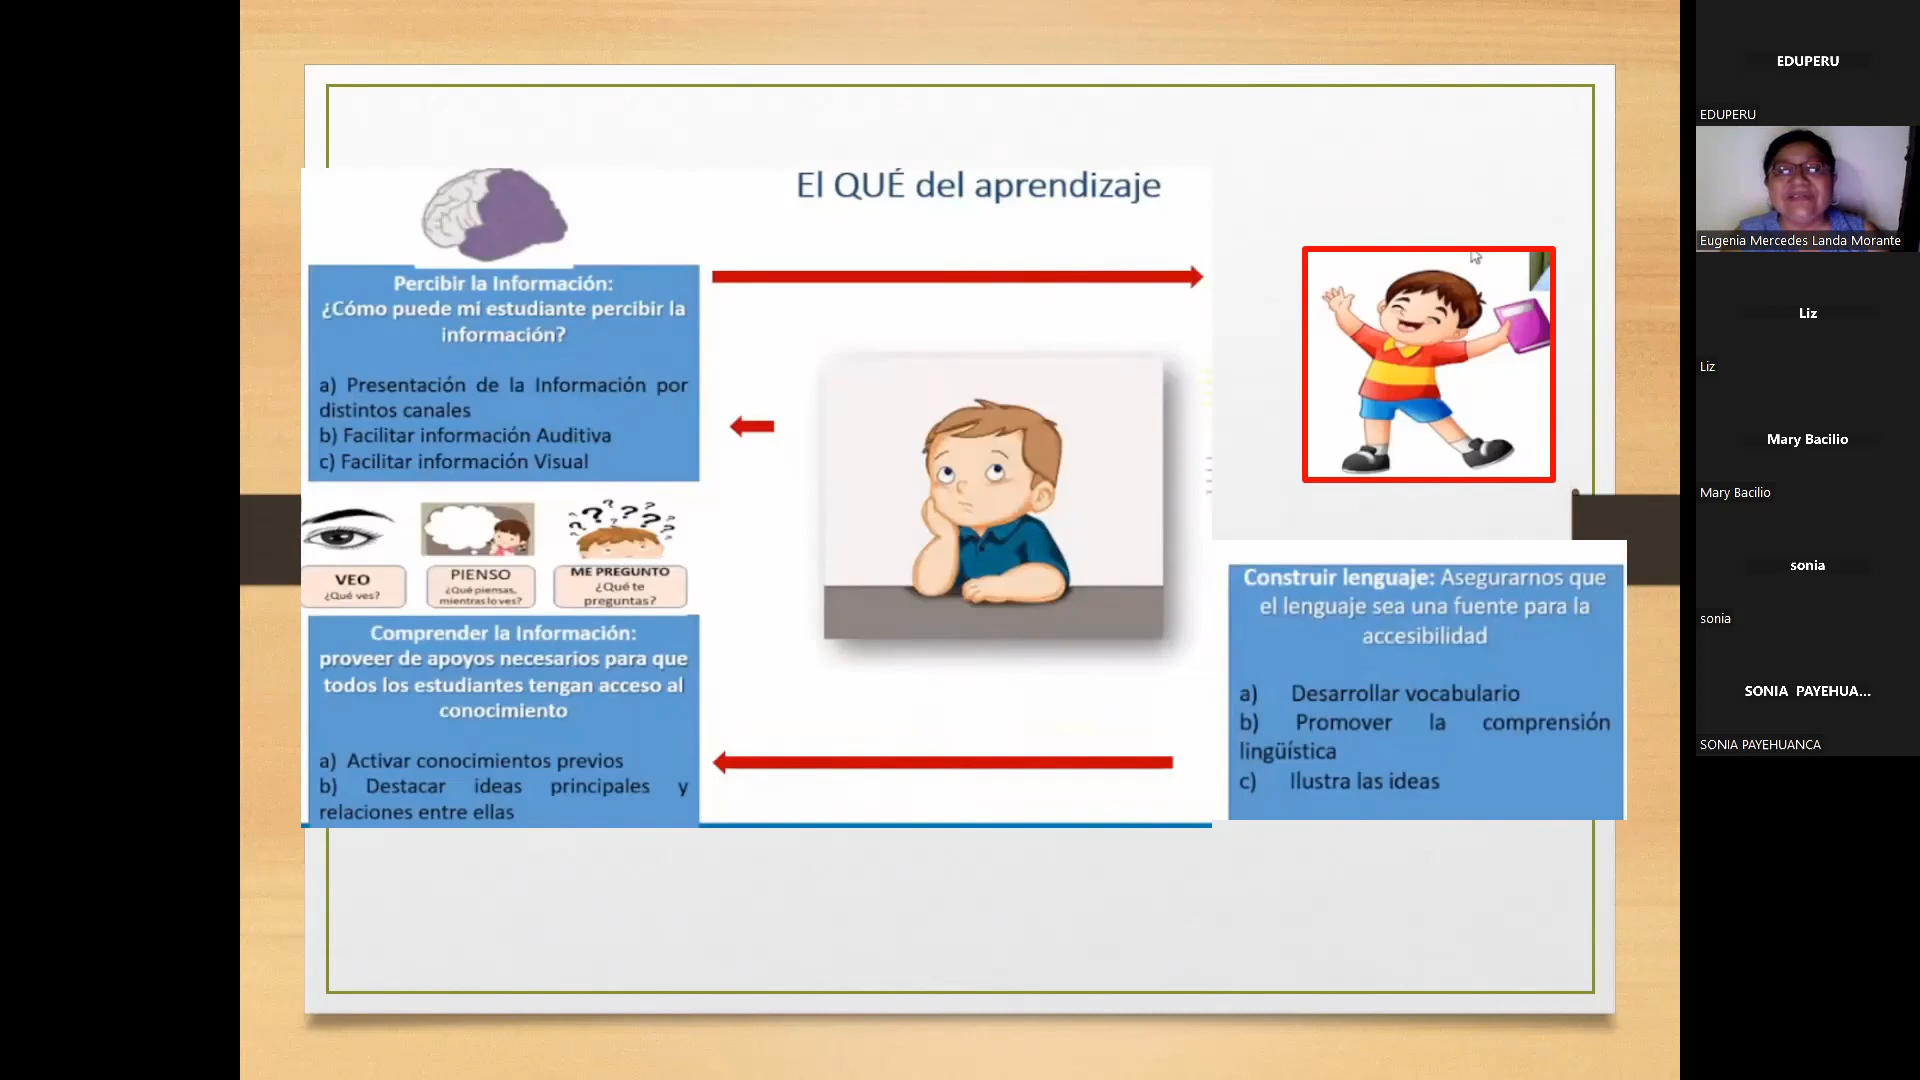 El QUÉ del aprendizaje
Percibir la Información:
¿Cómo puede mi estudiante percibir la
información?
a) Presentación de la Información por
distintos canales
b) Facilitar información Auditiva
c) Facilitar información Visual
VEO
¿Qué ves?
PIENSO
¿Qué piensas,
mientras lo ves?
ME PREGUNTO
¿Qué te
preguntas?
Comprender la Información:
proveer de apoyos necesarios para que
todos los estudiantes tengan acceso al
conocimiento
a) Activar conocimientos previos
b) Destacar ideas principales y
relaciones entre ellas
Construir lenguaje: Asegurarnos que
el lenguaje sea una fuente para la
accesibilidad
a) Desarrollar vocabulario
b) Promover la comprensión
lingüística
c) Ilustra las ideas
EDUPERU
EDUPERU
Eugenia Mercedes Landa Morante
Liz
Liz
Mary Bacilio
Mary Bacilio
sonia
sonia
SONIA PAYEHUA...
SONIA PAYEHUANCA